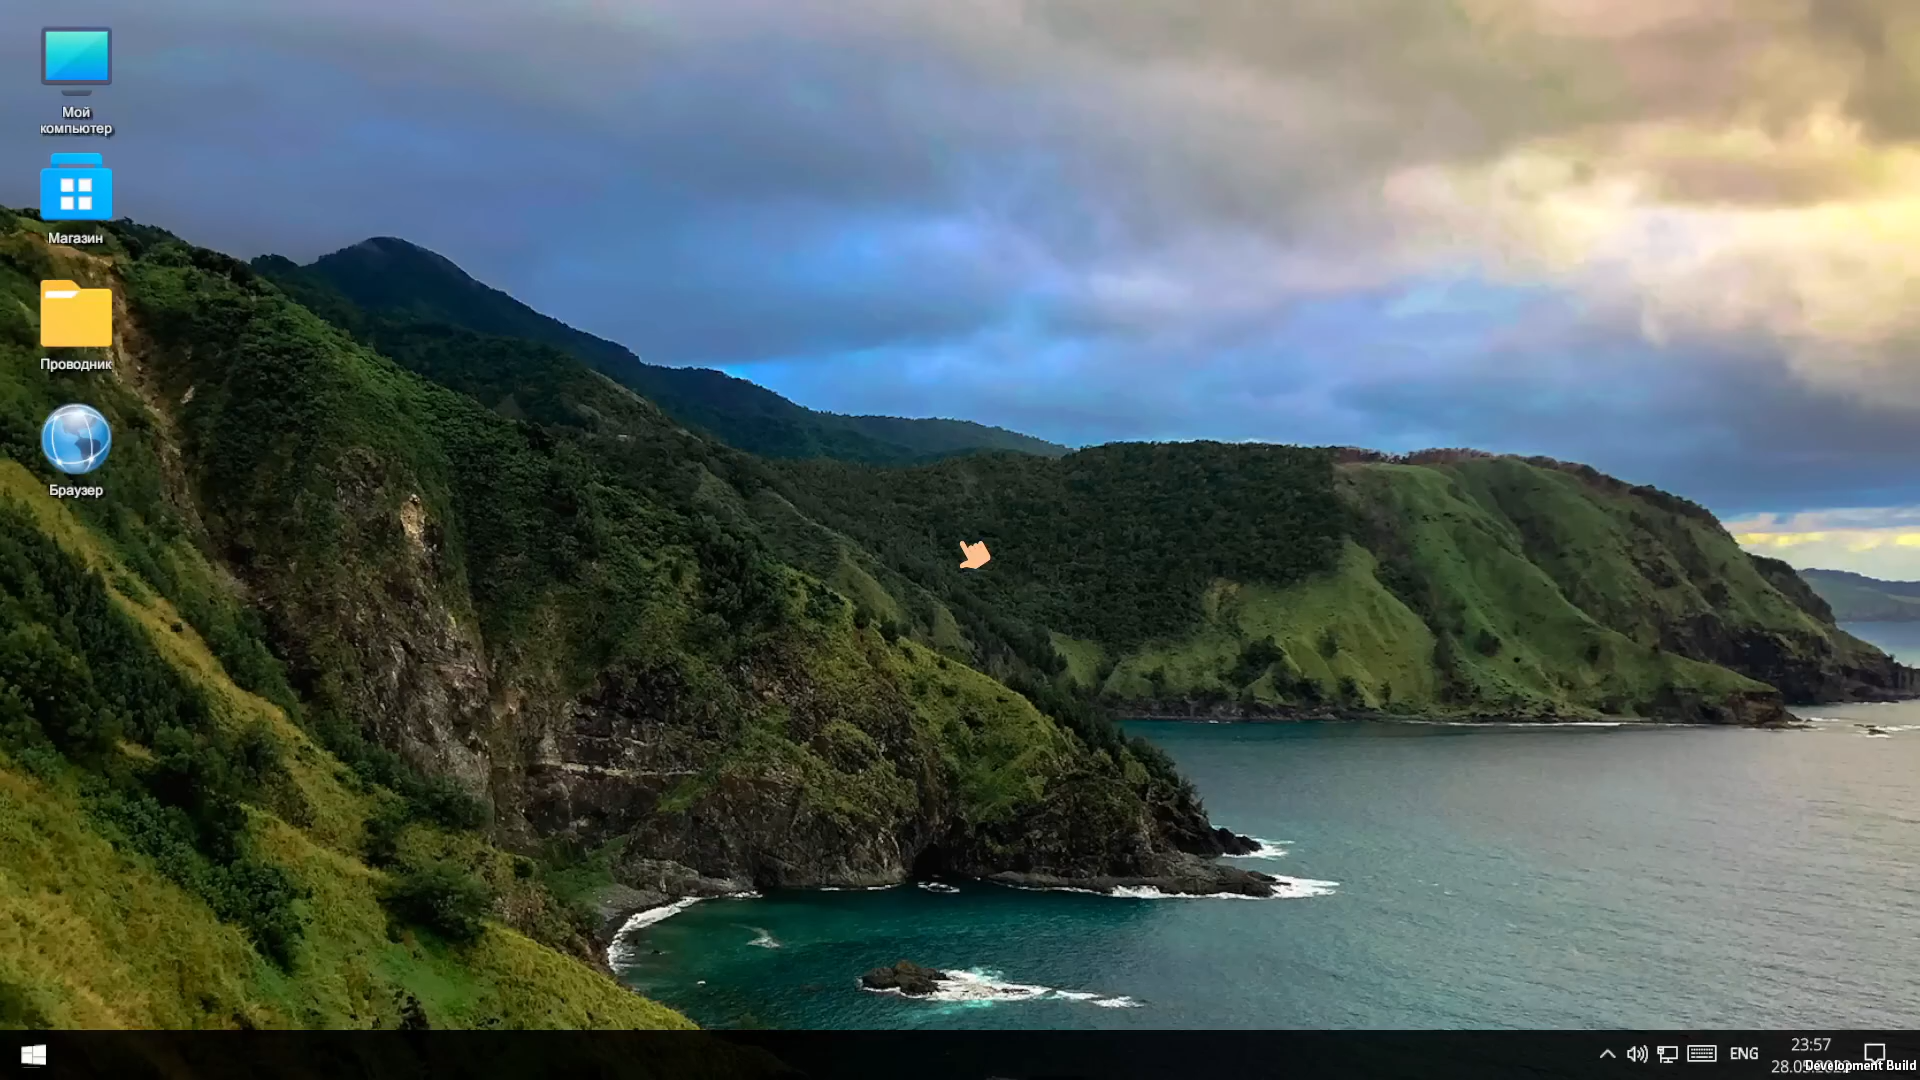 Мой
компьютер
Магазин
Проводник
Браузер
ENG
23:57
Development Build